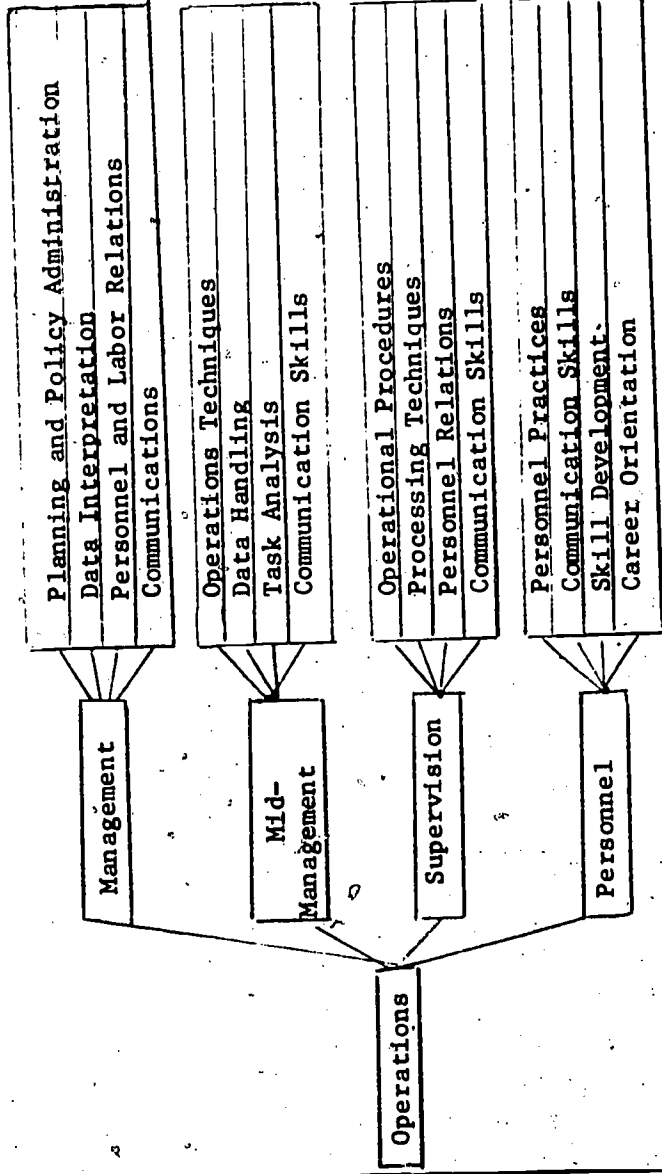 Operations
Management
Planning and Policy Administration
Data Interpretation
Personnel and Labor Relations
Communications
Mid-
Management
Operations Techniques
Data Handling
Task Analysis
Communication Skills
Supervision
Operational Procedures
Processing Techniques
Personnel Relations
Communication Skills
Personnel
Personnel Practices
Communication Skills
Skill Development
Career Orientation